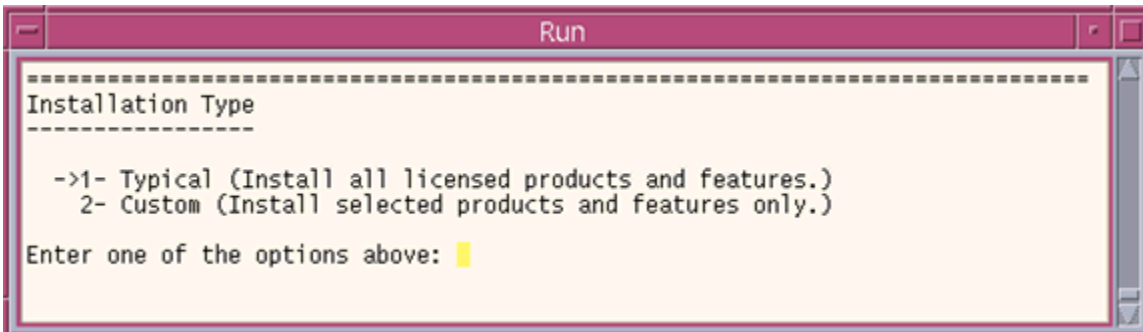 Run
===============================================================================
Installation Type
-----------------
->1- Typical (Install all licensed products and features.)
2- Custom (Install selected products and features only.)
Enter one of the options above: